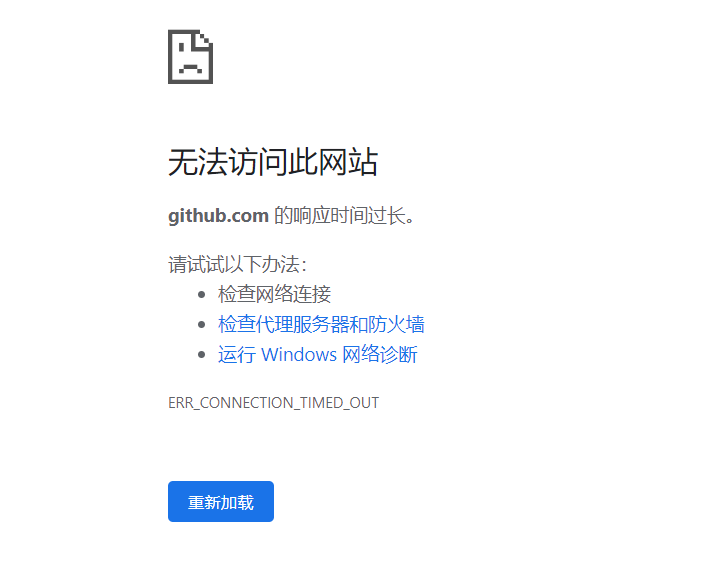 无法访问此网站
github.com 的响应时间过长。
请试试以下办法：
检查网络连接
检查代理服务器和防火墙
运行 Windows 网络诊断
ERR_CONNECTION_TIMED_OUT
重新加载